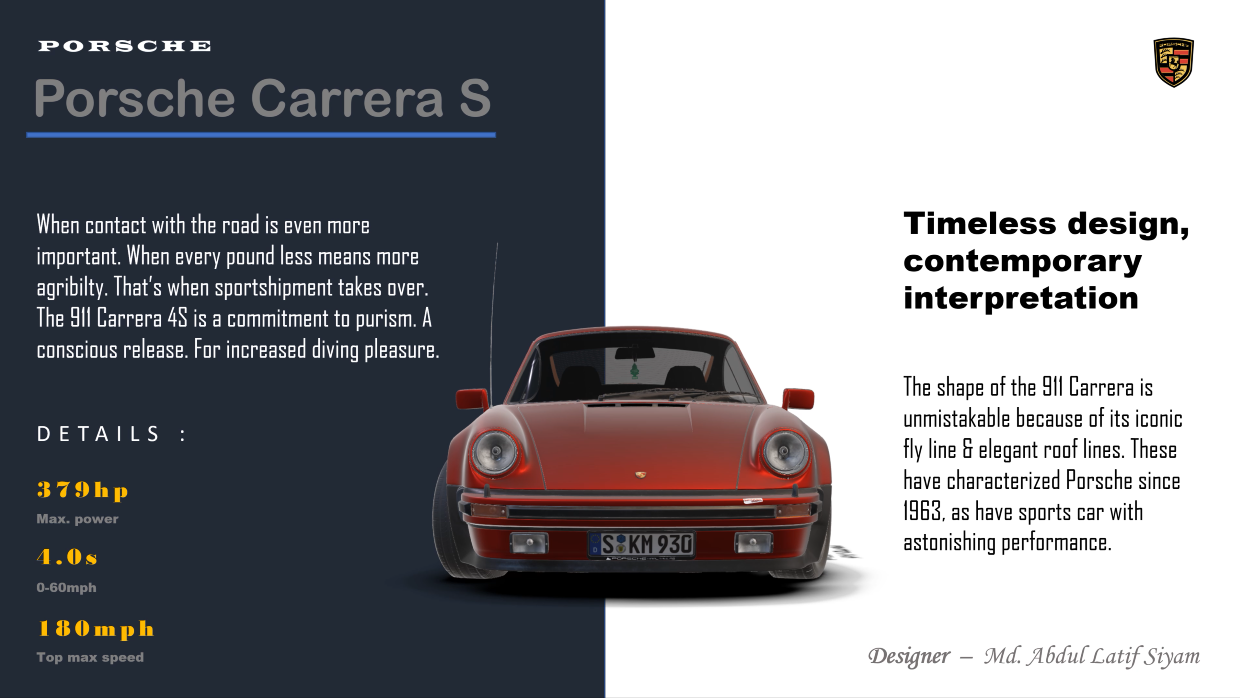 PORSCHE
Porsche Carrera S
When contact with the road is even more
important. When every pound less means more
agribilty. That's when sportshipment takes over.
The 911 Carrera 4S is a commitment to purism. A
conscious release. For increased diving pleasure.
DETAILS :
379hp
Max. power
4.0s
0-60mph
180mph
Top max speed
S KM 930
Timeless design,
contemporary
interpretation
The shape of the 911 Carrera is
unmistakable because of its iconic
fly line & elegant roof lines. These
have characterized Porsche since
1963, as have sports car with
astonishing performance.
Designer – Md. Abdul Latif Siyam